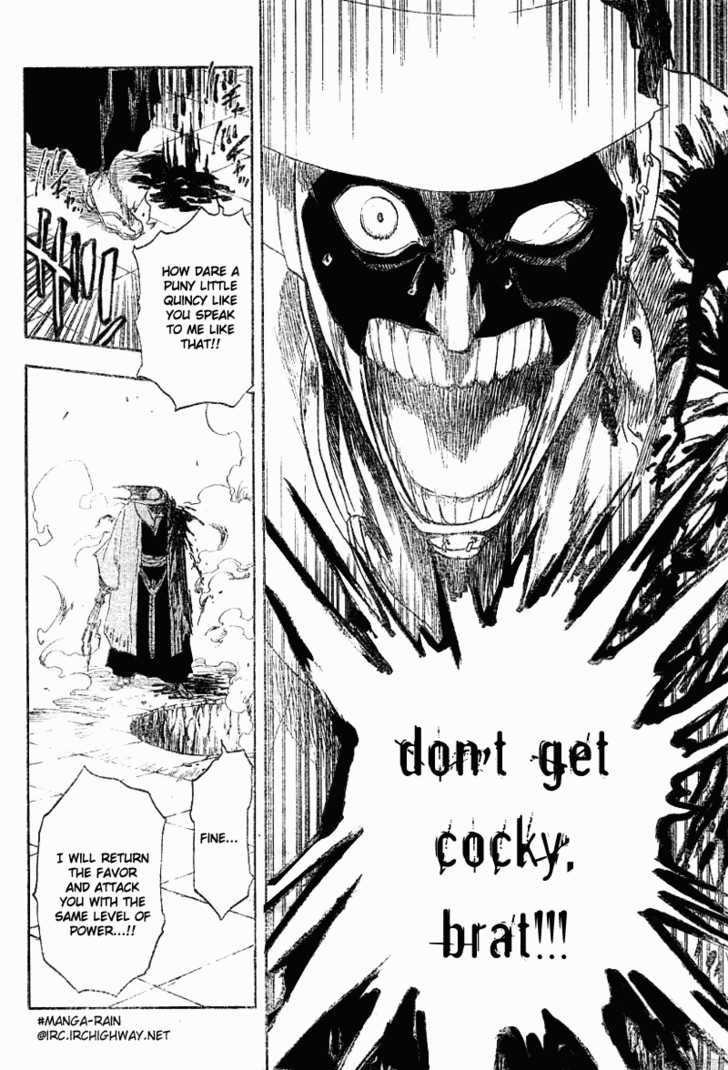 don't get
cocky,
brat!!!
HOW DARE A
PUNY LITTLE
QUINCY LIKE
YOU SPEAK
TO ME LIKE
THAT!!
FINE...
I WILL RETURN
THE FAVOR
AND ATTACK
YOU WITH THE
SAME LEVEL OF
POWER...!!
#MANGA-RAIN
@IRC.IRCHIGHWAY.NET